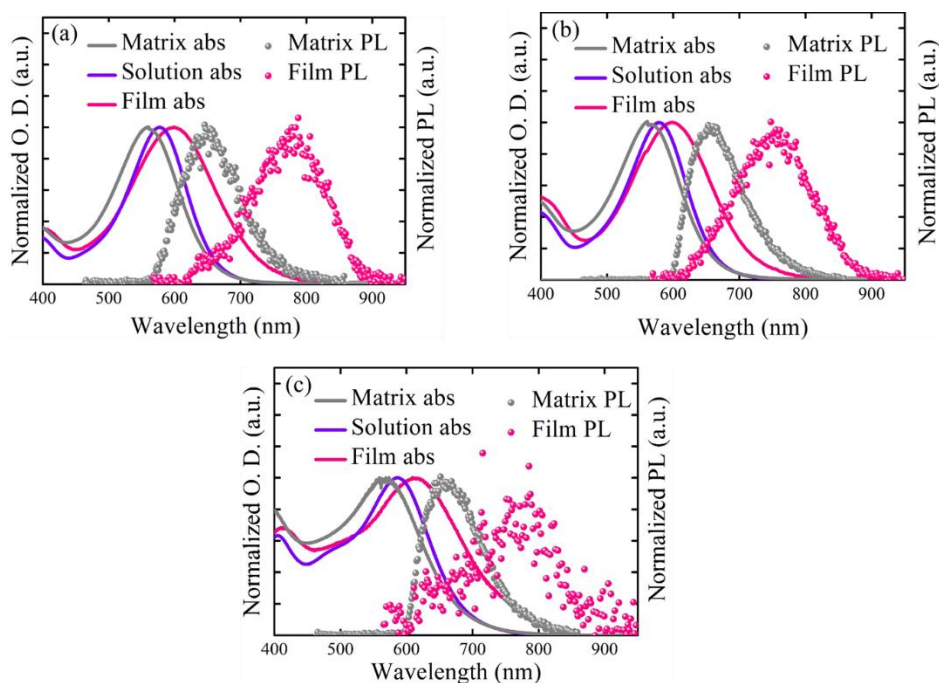 (a)
Matrix abs
Solution abs
Film abs
Matrix PL
Film PL
Normalized O. D. (a.u.)
Normalized PL (a.u.)
400 500 600 700 800 900
Wavelength (nm)
(b)
Matrix abs
Solution abs
Film abs
Matrix PL
Film PL
Normalized O. D. (a.u.)
Normalized PL (a.u.)
400 500 600 700 800 900
Wavelength (nm)
(c)
Matrix abs
Solution abs
Film abs
Matrix PL
Film PL
Normalized O. D. (a.u.)
Normalized PL (a.u.)
400 500 600 700 800 900
Wavelength (nm)